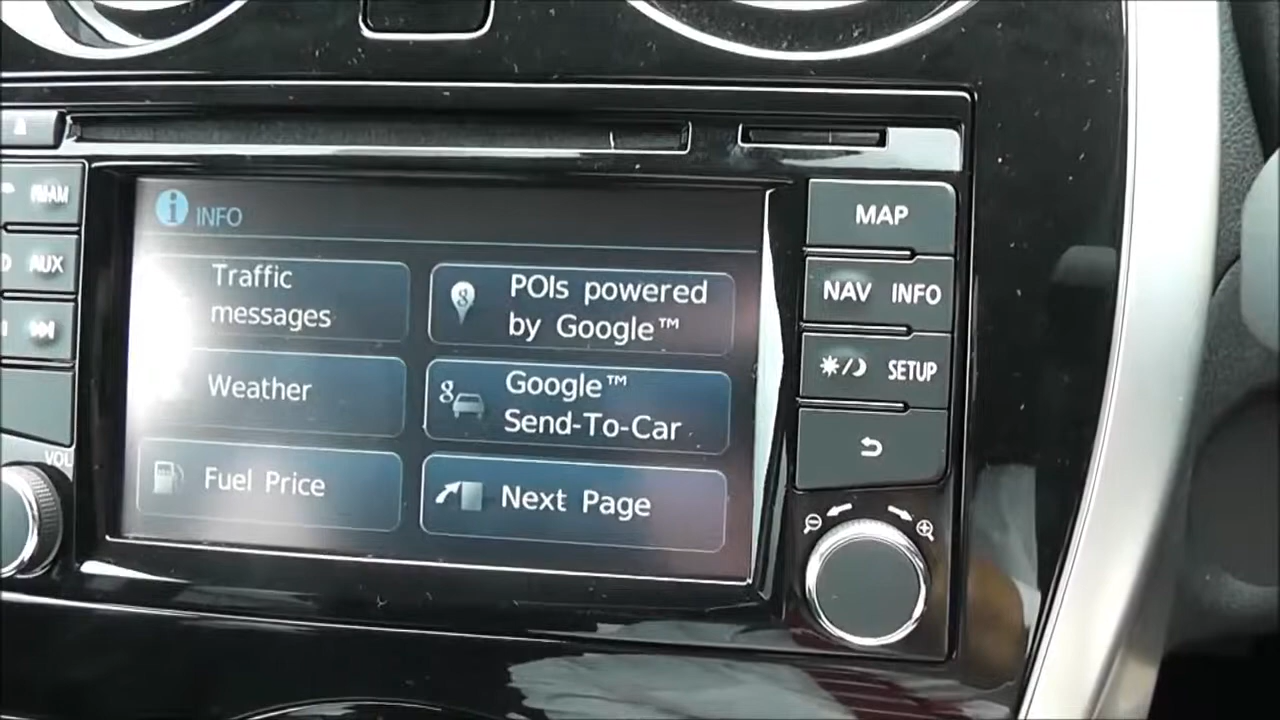 INFO
Traffic
messages
POIs powered
by Google™
Weather
Google™
Send-To-Car
Fuel Price
Next Page
AUX
VOL
MAP
NAV INFO
SETUP